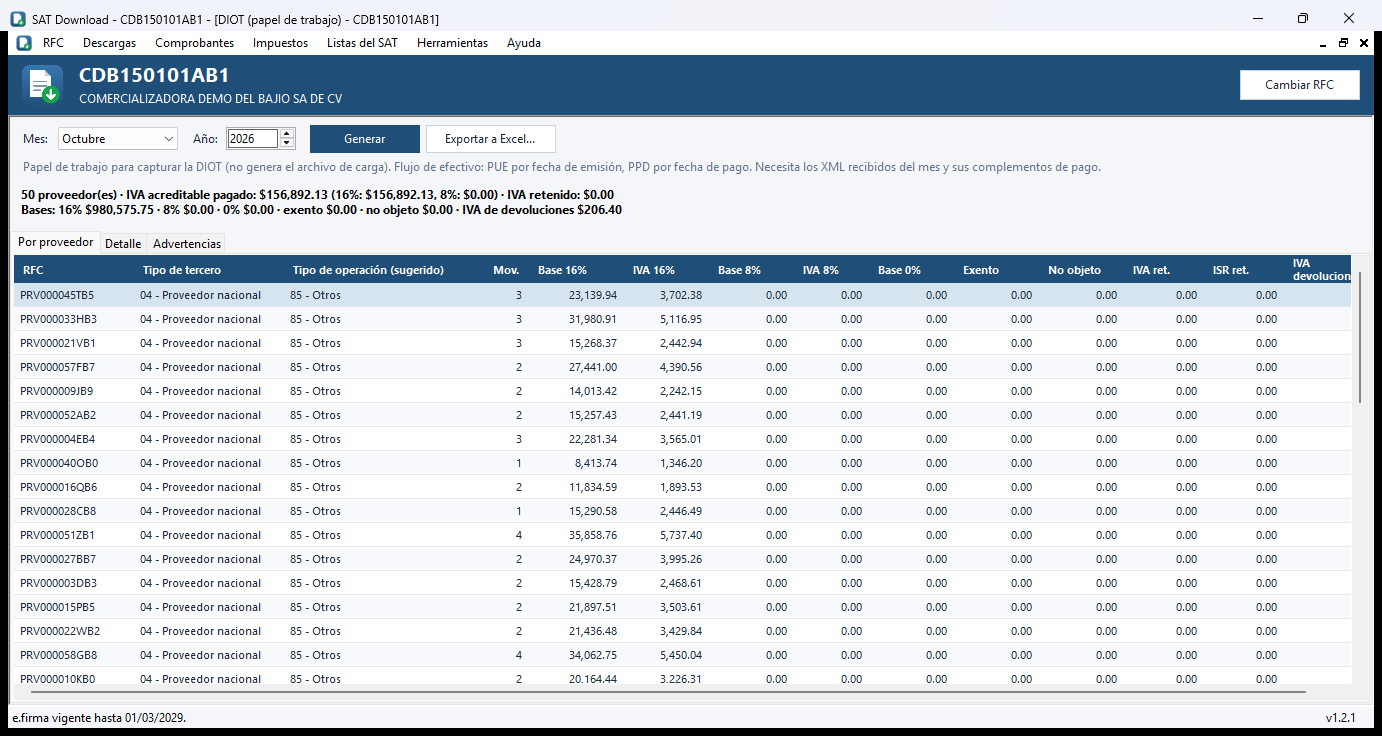 SAT Download - CDB150101AB1 - [DIOT (papel de trabajo) - CDB150101AB1]
RFC Descargas Comprobantes Impuestos Listas del SAT Herramientas Ayuda
CDB150101AB1
COMERCIALIZADORA DEMO DEL BAJIO SA DE CV
Cambiar RFC
Mes: Octubre Año: 2026 Generar Exportar a Excel...
Papel de trabajo para capturar la DIOT (no genera el archivo de carga). Flujo de efectivo: PUE por fecha de emisión, PPD por fecha de pago. Necesita los XML recibidos del mes y sus complementos de pago.
50 proveedor(es) · IVA acreditable pagado: $156,892.13 (16%: $156,892.13, 8%: $0.00) · IVA retenido: $0.00
Bases: 16% $980,575.75 · 8% $0.00 · 0% $0.00 · exento $0.00 · no objeto $0.00 · IVA de devoluciones $206.40
Por proveedor Detalle Advertencias
RFC Tipo de tercero Tipo de operación (sugerido) Mov. Base 16% IVA 16% Base 8% IVA 8% Base 0% Exento No objeto IVA ret. ISR ret. IVA devolucion
PRV000045TB5 04 - Proveedor nacional 85 - Otros 3 23,139.94 3,702.38 0.00 0.00 0.00 0.00 0.00 0.00 0.00
PRV000033HB3 04 - Proveedor nacional 85 - Otros 3 31,980.91 5,116.95 0.00 0.00 0.00 0.00 0.00 0.00 0.00
PRV000021VB1 04 - Proveedor nacional 85 - Otros 3 15,268.37 2,442.94 0.00 0.00 0.00 0.00 0.00 0.00 0.00
PRV000057FB7 04 - Proveedor nacional 85 - Otros 2 27,441.00 4,390.56 0.00 0.00 0.00 0.00 0.00 0.00 0.00
PRV000009JB9 04 - Proveedor nacional 85 - Otros 2 14,013.42 2,242.15 0.00 0.00 0.00 0.00 0.00 0.00 0.00
PRV000052AB2 04 - Proveedor nacional 85 - Otros 2 15,257.43 2,441.19 0.00 0.00 0.00 0.00 0.00 0.00 0.00
PRV000004EB4 04 - Proveedor nacional 85 - Otros 3 22,281.34 3,565.01 0.00 0.00 0.00 0.00 0.00 0.00 0.00
PRV000040OB0 04 - Proveedor nacional 85 - Otros 1 8,413.74 1,346.20 0.00 0.00 0.00 0.00 0.00 0.00 0.00
PRV000016QB6 04 - Proveedor nacional 85 - Otros 2 11,834.59 1,893.53 0.00 0.00 0.00 0.00 0.00 0.00 0.00
PRV000028CB8 04 - Proveedor nacional 85 - Otros 1 15,290.58 2,446.49 0.00 0.00 0.00 0.00 0.00 0.00 0.00
PRV000051ZB1 04 - Proveedor nacional 85 - Otros 4 35,858.76 5,737.40 0.00 0.00 0.00 0.00 0.00 0.00 0.00
PRV000027BB7 04 - Proveedor nacional 85 - Otros 2 24,970.37 3,995.26 0.00 0.00 0.00 0.00 0.00 0.00 0.00
PRV000003DB3 04 - Proveedor nacional 85 - Otros 2 15,428.79 2,468.61 0.00 0.00 0.00 0.00 0.00 0.00 0.00
PRV000015PB5 04 - Proveedor nacional 85 - Otros 2 21,897.51 3,503.61 0.00 0.00 0.00 0.00 0.00 0.00 0.00
PRV000022WB2 04 - Proveedor nacional 85 - Otros 2 21,436.48 3,429.84 0.00 0.00 0.00 0.00 0.00 0.00 0.00
PRV000058GB8 04 - Proveedor nacional 85 - Otros 4 34,062.75 5,450.04 0.00 0.00 0.00 0.00 0.00 0.00 0.00
PRV000010KB0 04 - Proveedor nacional 85 - Otros 2 20.164.44 3.226.31 0.00 0.00 0.00 0.00 0.00 0.00 0.00
e.firma vigente hasta 01/03/2029. v1.2.1